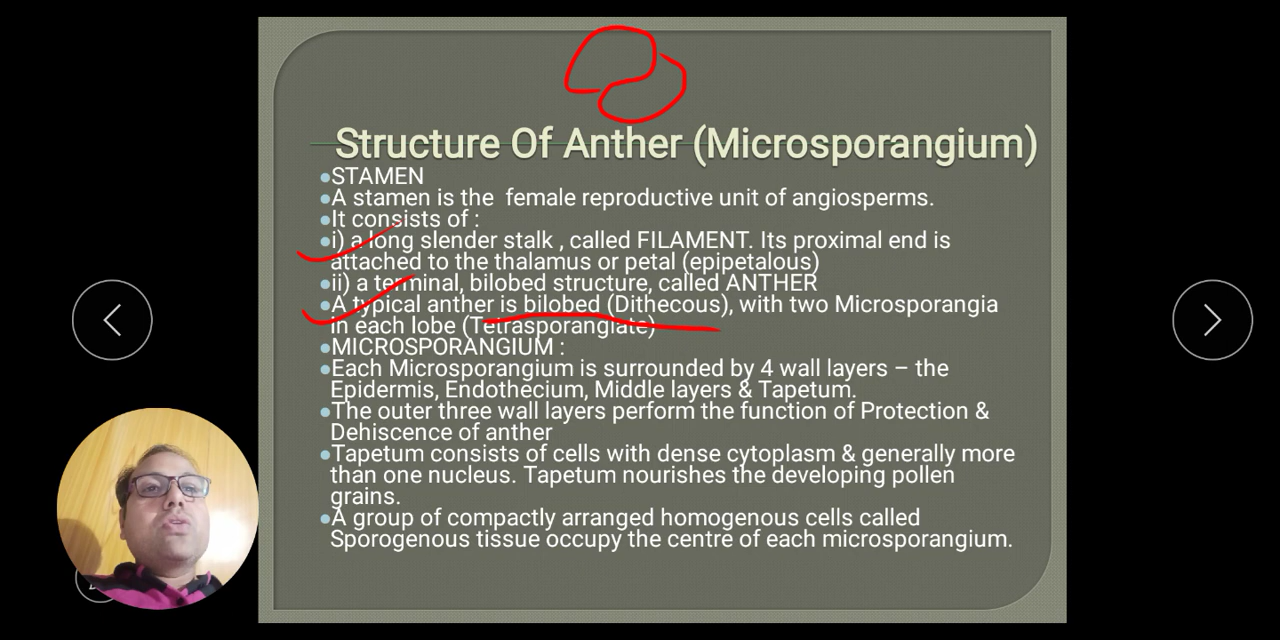 Structure Of Anther (Microsporangium)
•STAMEN
•A stamen is the  female reproductive unit of angiosperms.
•It consists of :
•i) a long slender stalk , called FILAMENT. Its proximal end is
attached to the thalamus or petal (epipetalous)
•ii) a terminal, bilobed structure, called ANTHER
•A typical anther is bilobed (Dithecous), with two Microsporangia
in each lobe (Tetrasporangiate)
•MICROSPORANGIUM :
•Each Microsporangium is surrounded by 4 wall layers – the
Epidermis, Endothecium, Middle layers & Tapetum.
•The outer three wall layers perform the function of Protection &
Dehiscence of anther
•Tapetum consists of cells with dense cytoplasm & generally more
than one nucleus. Tapetum nourishes the developing pollen
grains.
•A group of compactly arranged homogenous cells called
Sporogenous tissue occupy the centre of each microsporangium.